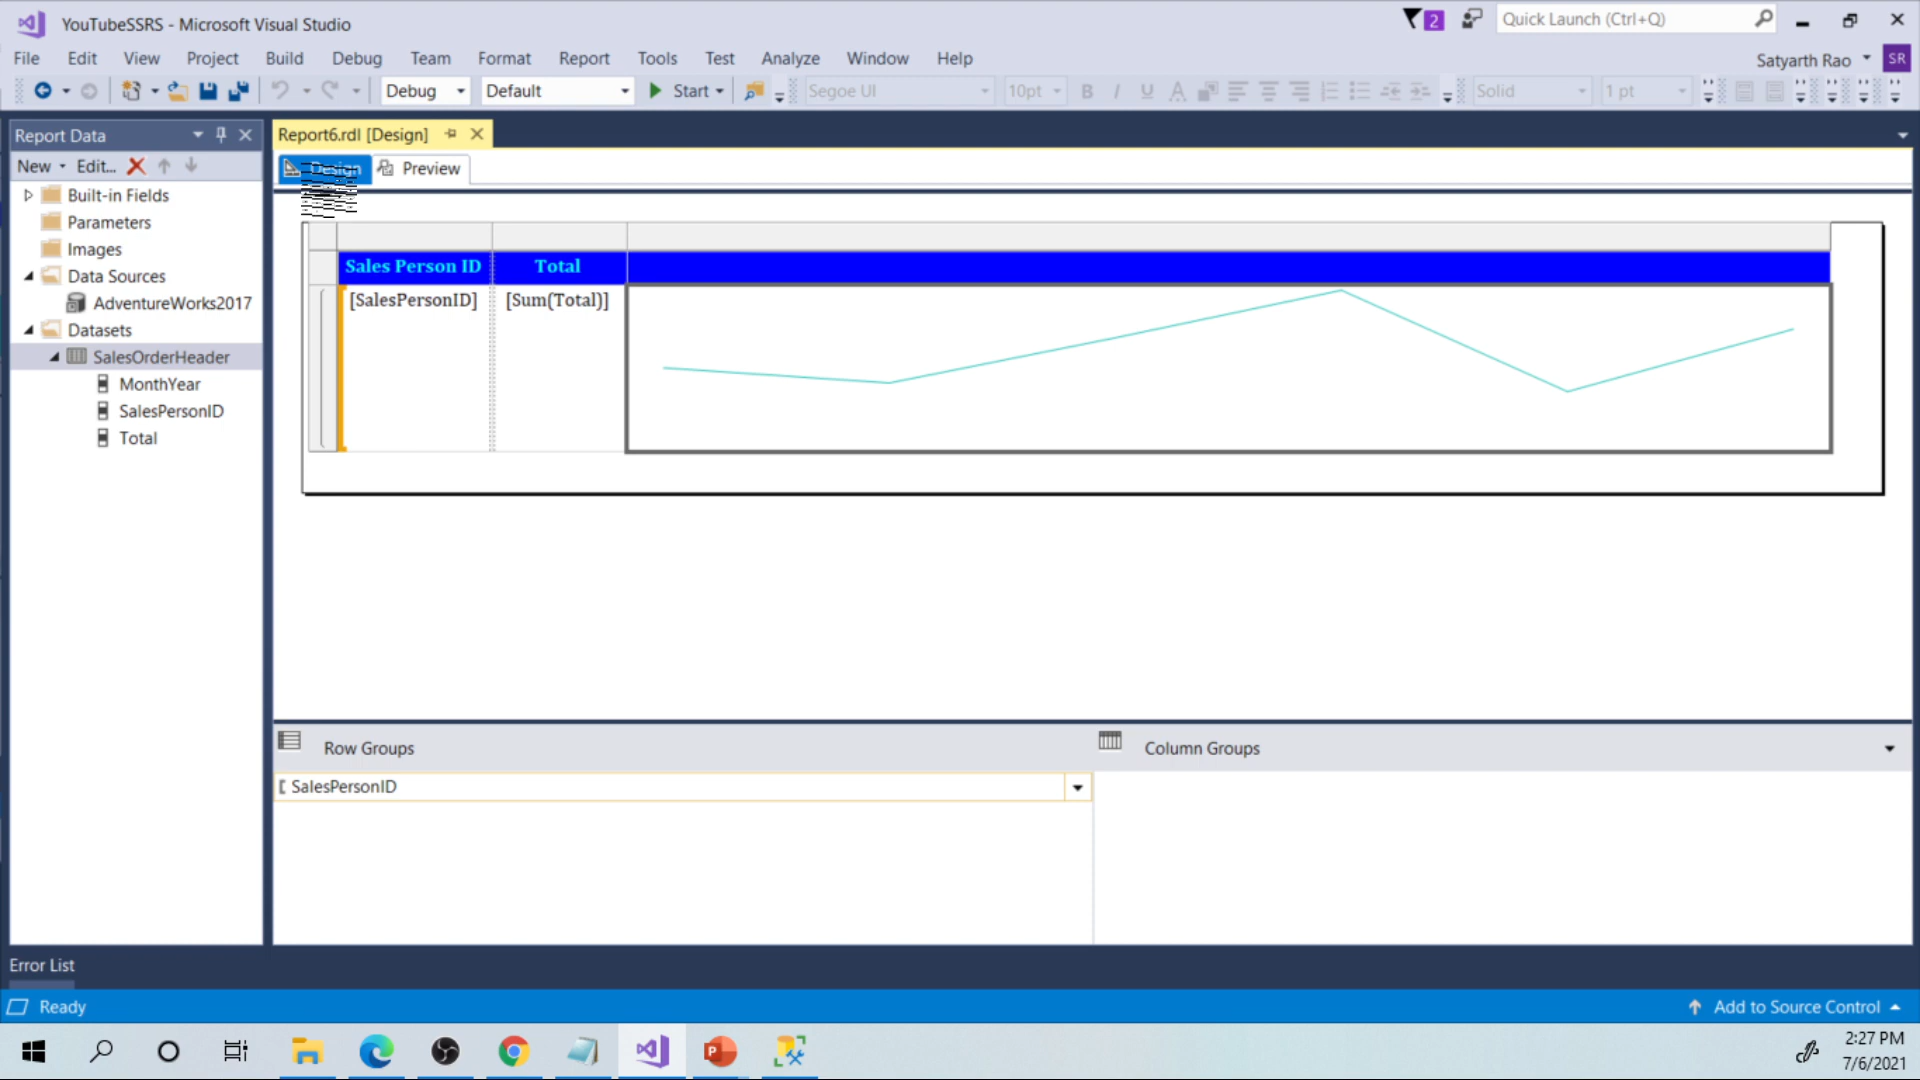 YouTubeSSRS - Microsoft Visual Studio
2
Quick Launch (Ctrl+Q)
File Edit View Project Build Debug Team Format Report Tools Test Analyze Window Help
Satyarth Rao SR
Debug Default Start Segoe UI 10pt B I U A Solid 1 pt
Report Data
Report6.rdl [Design]
New Edit...
Design Preview
Built-in Fields
Parameters
Images
Data Sources
AdventureWorks2017
Datasets
SalesOrderHeader
MonthYear
SalesPersonID
Total
Sales Person ID Total
[SalesPersonID] [Sum(Total)]
Row Groups
Column Groups
SalesPersonID
Error List
Ready
Add to Source Control
2:27 PM
7/6/2021